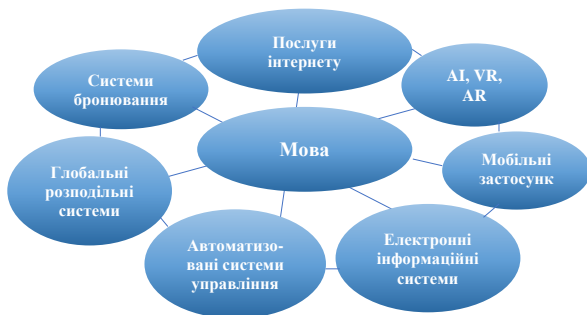 Послуги
інтернету
Системи
бронювання
AI, VR,
AR
Мова
Глобальні
розподільні
системи
Мобільні
застосунк
Автоматизо-
вані системи
управління
Електронні
інформаційні
системи